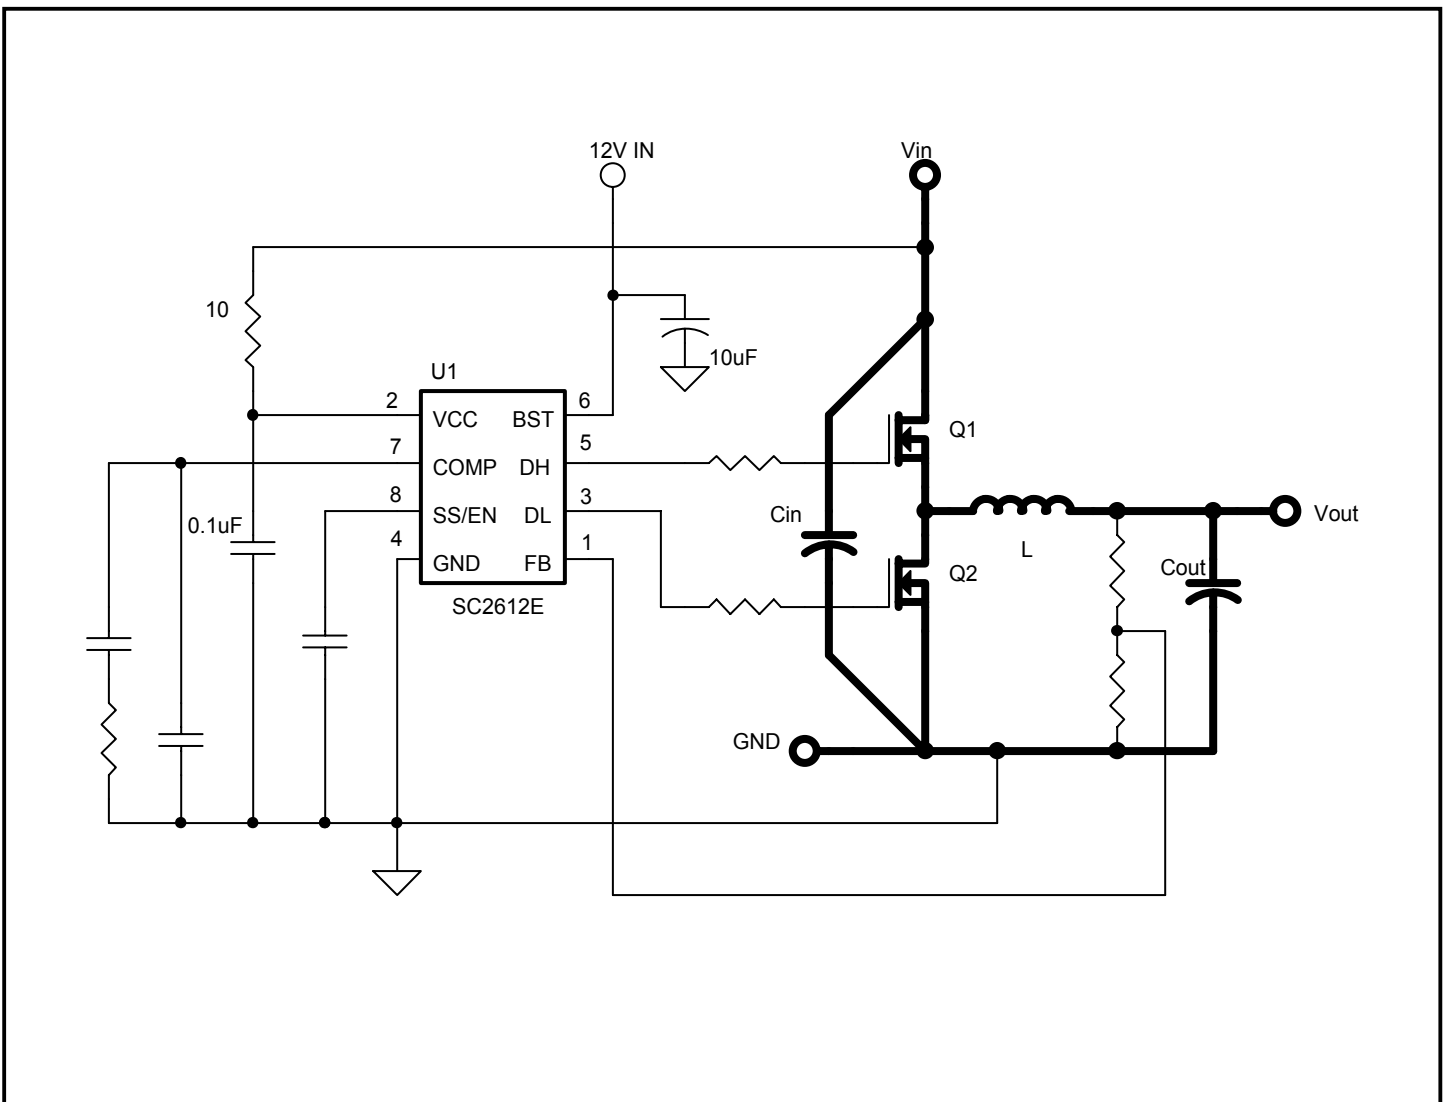 12V IN
Vin
10
10uF
U1
2
VCC
BST
6
7
COMP
DH
5
8
SS/EN
DL
3
4
GND
FB
1
SC2612E
0.1uF
Q1
Cin
L
Vout
Q2
Cout
GND